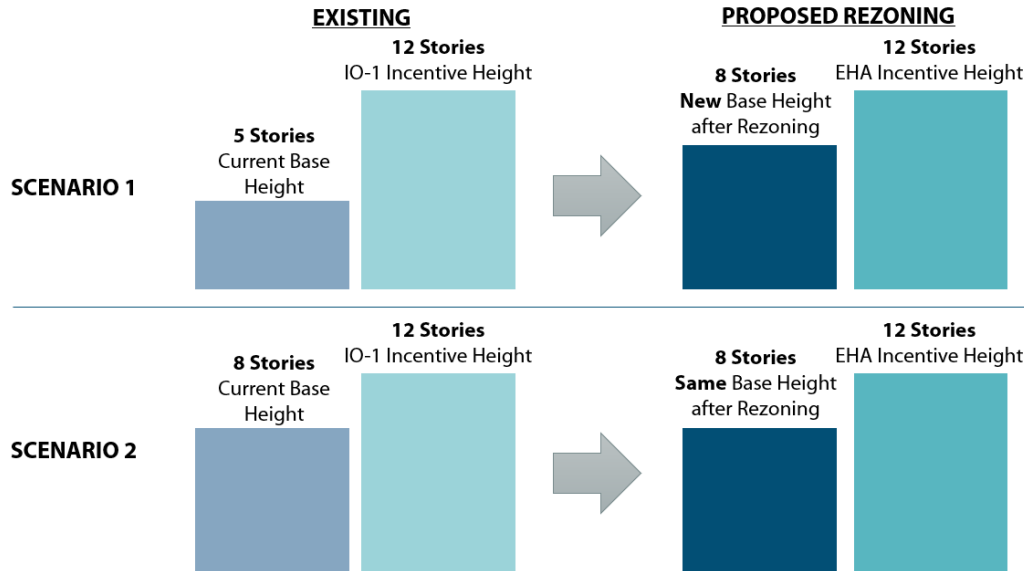 EXISTING
PROPOSED REZONING
SCENARIO 1
5 Stories
Current Base
Height
12 Stories
IO-1 Incentive Height
8 Stories
New Base Height
after Rezoning
12 Stories
EHA Incentive Height
SCENARIO 2
8 Stories
Current Base
Height
12 Stories
IO-1 Incentive Height
8 Stories
Same Base Height
after Rezoning
12 Stories
EHA Incentive Height